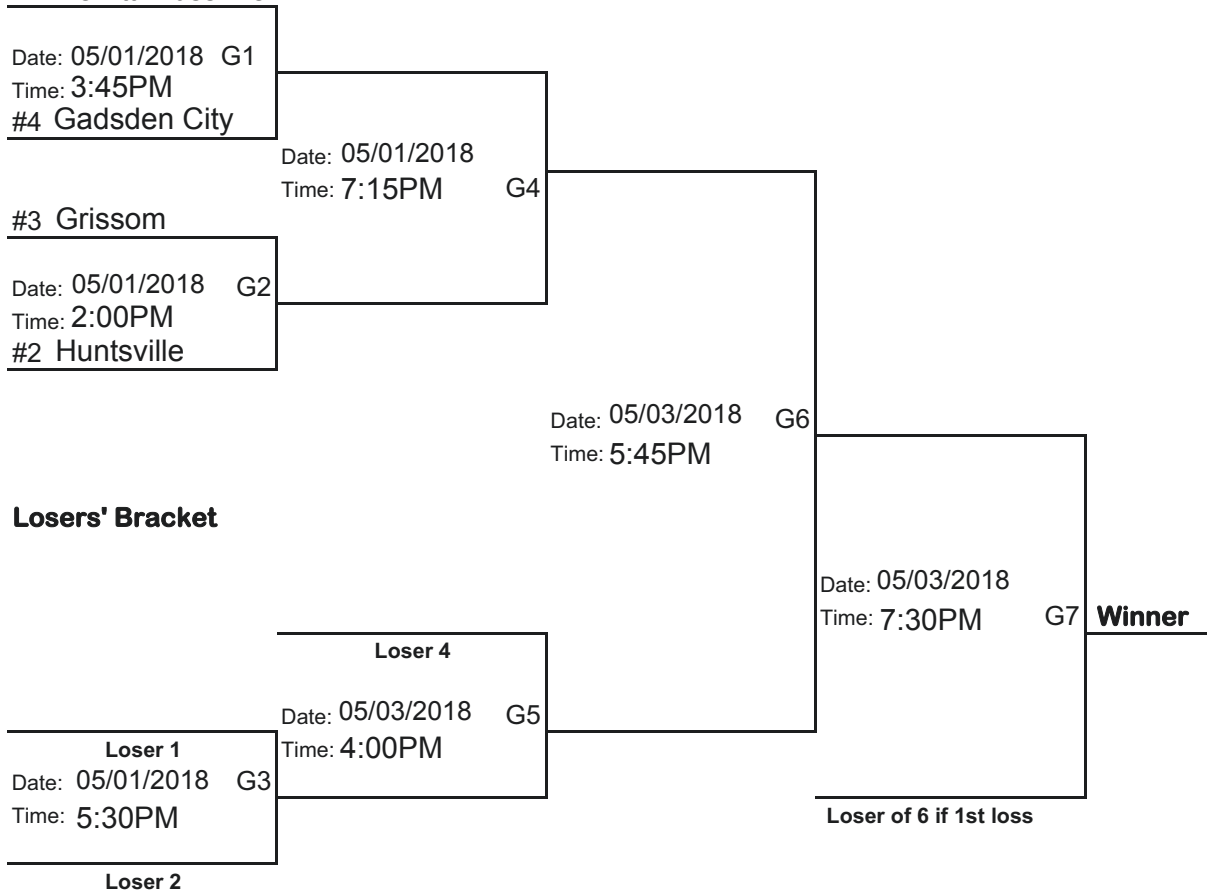 Date: 05/01/2018 G1
Time: 3:45PM
#4 Gadsden City
Date: 05/01/2018
Time: 7:15PM G4
#3 Grissom
Date: 05/01/2018 G2
Time: 2:00PM
#2 Huntsville
Date: 05/03/2018 G6
Time: 5:45PM
Losers' Bracket
Date: 05/03/2018
Time: 7:30PM G7 Winner
Loser 4
Date: 05/03/2018 G5
Time: 4:00PM
Loser 1
Date: 05/01/2018 G3
Time: 5:30PM
Loser of 6 if 1st loss
Loser 2